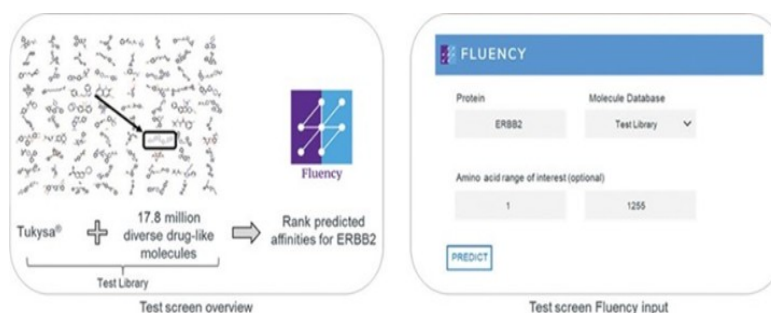 Fluency
Tukysa®
17.8 million
diverse drug-like
molecules
Rank predicted
affinities for ERBB2
Test Library
Test screen overview
FLUENCY
Protein
Molecule Database
ERBB2
Test Library
Amino acid range of interest (optional)
1
1255
PREDICT
Test screen Fluency input